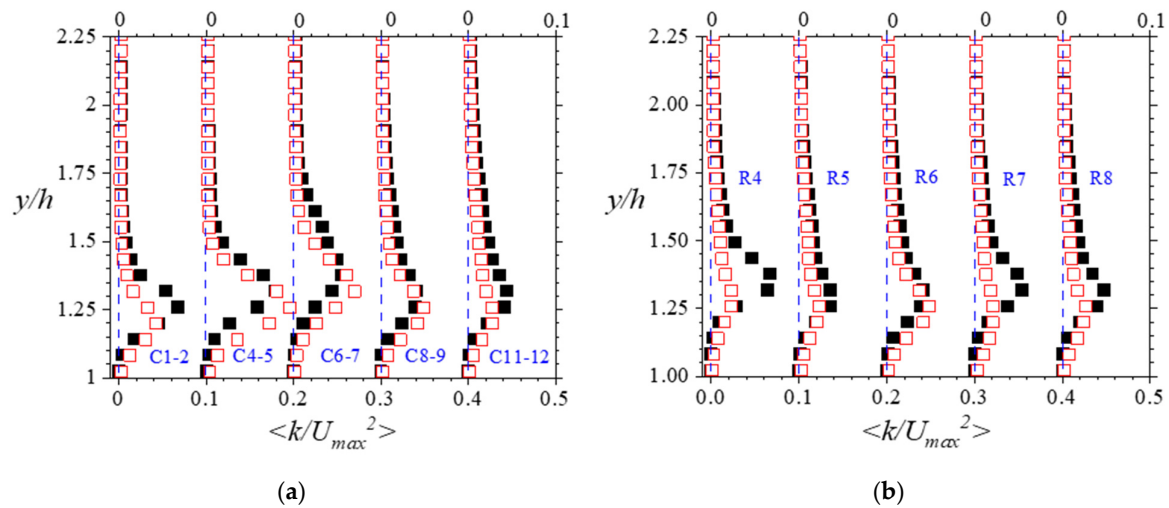 0 0 0 0 0 0.1
2.25
2
1.75
1.5
1.25
1
y/h
C1-2 C4-5 C6-7 C8-9 C11-12
0 0.1 0.2 0.3 0.4 0.5
<k/Umax²>
(a)
0 0 0 0 0 0.1
2.25
2.00
1.75
1.50
1.25
1.00
y/h
R4 R5 R6 R7 R8
0.0 0.1 0.2 0.3 0.4 0.5
<k/Umax²>
(b)